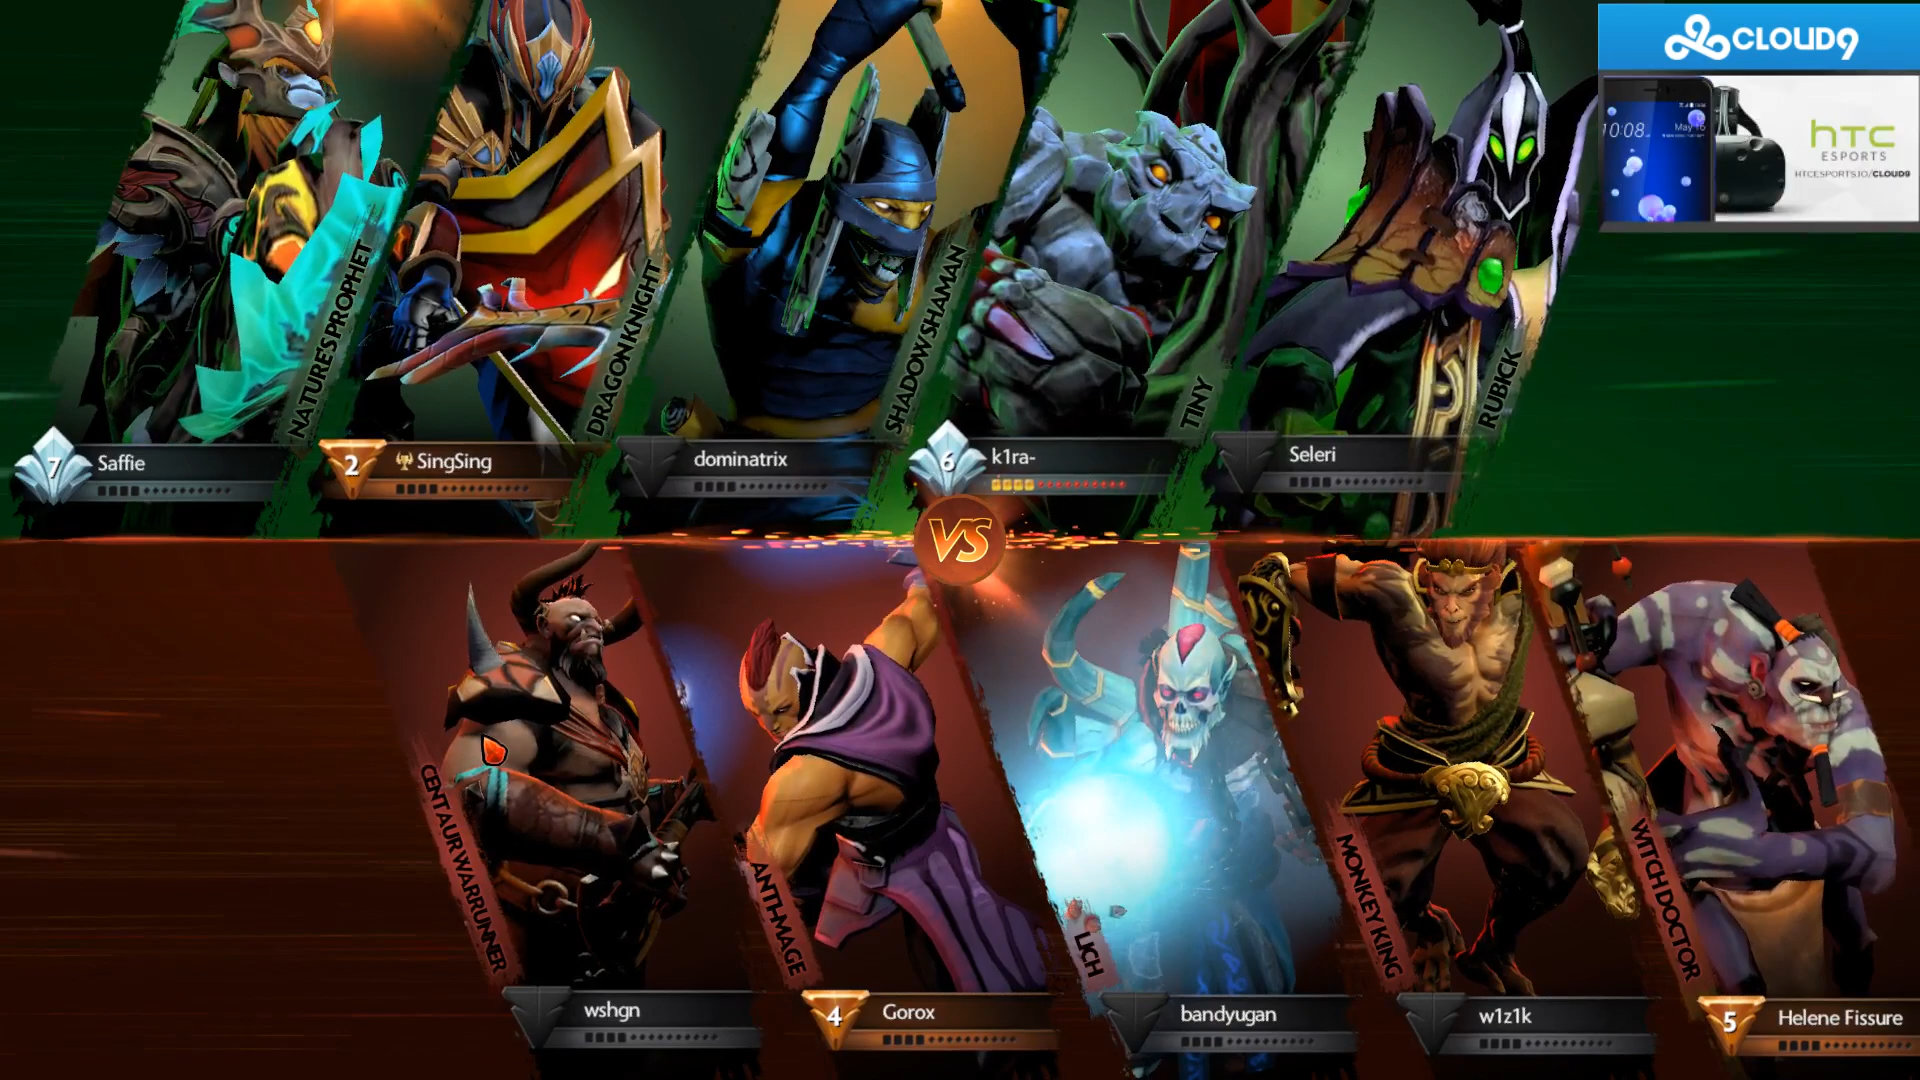 CLOUD9
10:08
May 16
hTC
ESPORTS
HTCESPORTS.IO/CLOUD9
NATURE'S PROPHET
DRAGON KNIGHT
SHADOW SHAMAN
TINY
RUBICK
7
Saffie
2
SingSing
dominatrix
6
k1ra-
Seleri
VS
CENTAUR WARRUNNER
ANTI-MAGE
LICH
MONKEY KING
WITCH DOCTOR
wshgn
4
Gorox
bandyugan
w1z1k
5
Helene Fissure